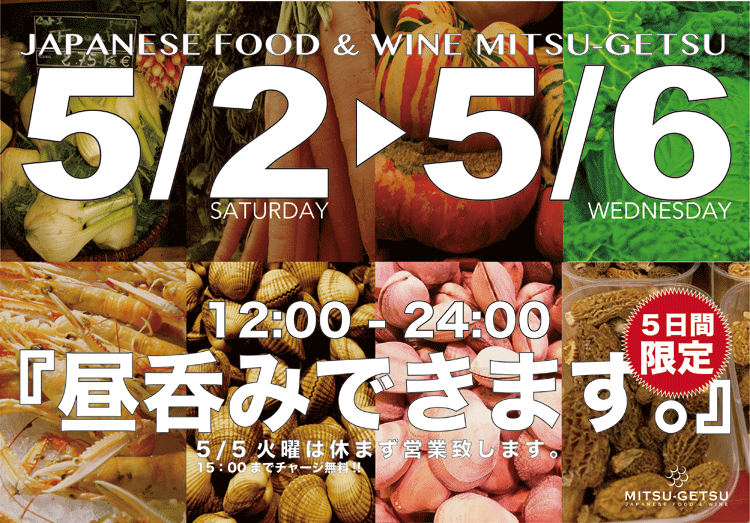 JAPANESE FOOD & WINE MITSU-GETSU
5/2▶5/6
SATURDAY
WEDNESDAY
12:00 - 24:00
5日間
限定
『昼呑みできます。』
5/5火曜は休まず営業致します。
15:00までチャージ無料!!
MITSU-GETSU
JAPANESE FOOD & WINE